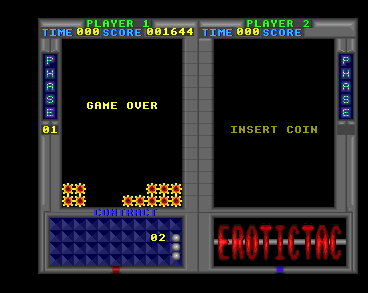 PLAYER 1
TIME 000 SCORE 001644
PHASE
01
GAME OVER
CONTRACT
02
PLAYER 2
TIME 000 SCORE
PHASE
INSERT COIN
EROTICTAC